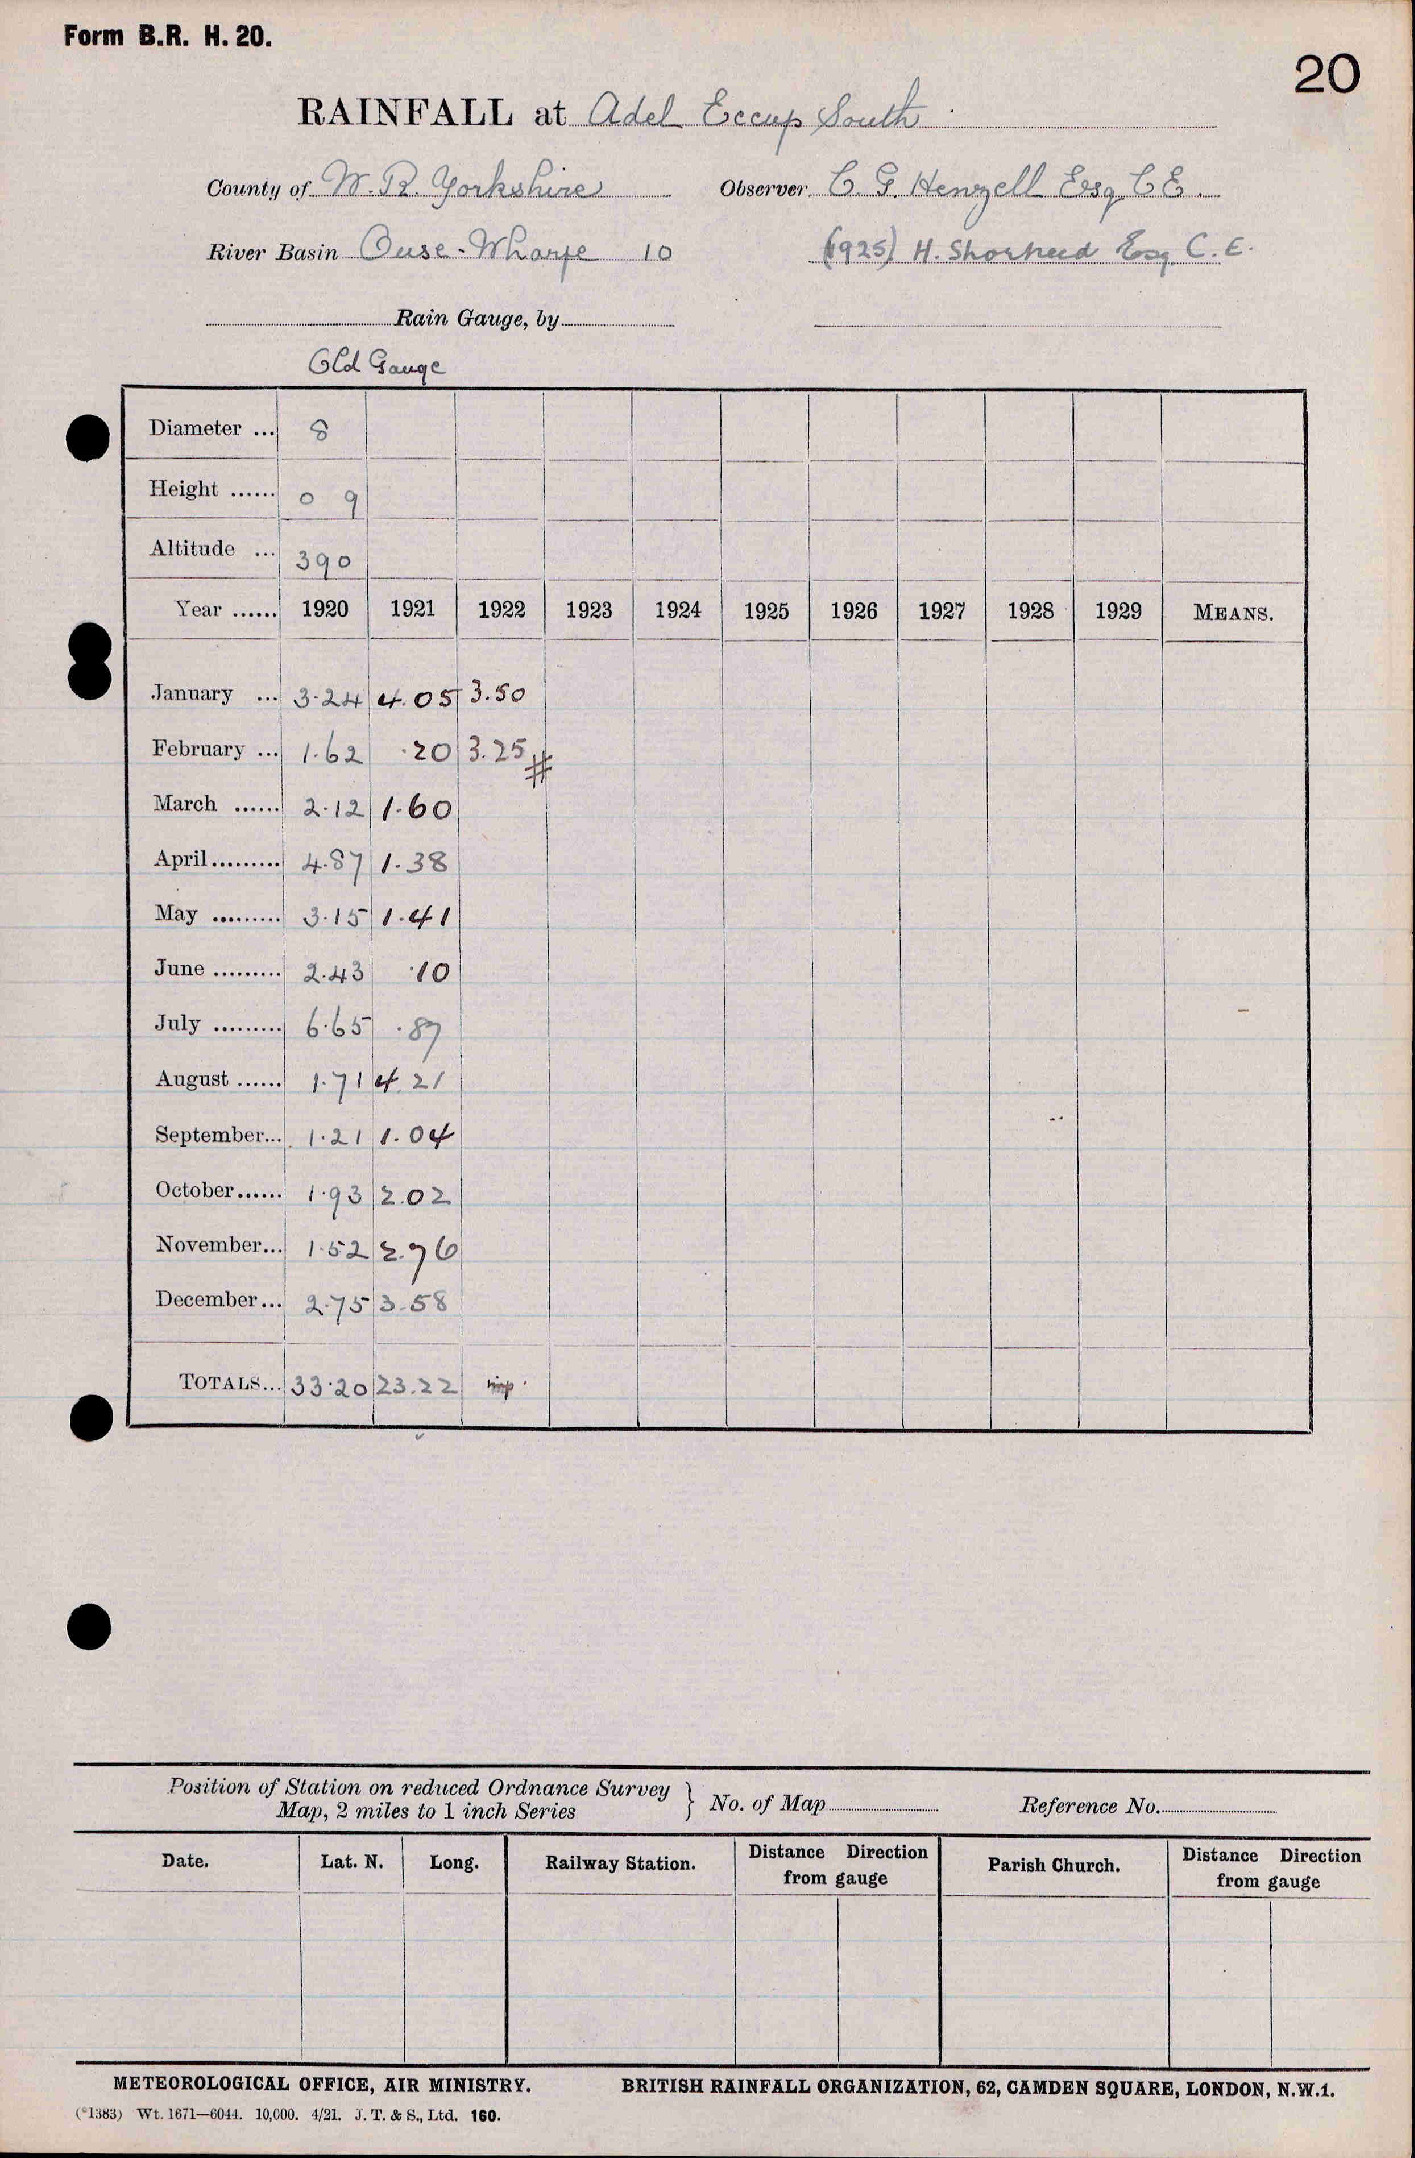 Form B.R. H. 20.
20
RAINFALL at Adel Eccup South
County of W. R. Yorkshire Observer C. G. Henzell Esq C E.
River Basin Ouse - Wharfe 10 (1925) H. Shortreed Esq. C. E.
Rain Gauge, by
Old Gauge
Diameter ... 8
Height ...... 0 9
Altitude ... 390
Year ...... 1920 1921 1922 1923 1924 1925 1926 1927 1928 1929 MEANS.
January ... 3.24 4.05 3.50
February ... 1.62 .20 3.25 #
March ...... 2.12 1.60
April......... 4.87 1.38
May ......... 3.15 1.41
June ......... 2.43 .10
July ......... 6.65 .87
August ...... 1.71 4.21
September... 1.21 1.04
October...... 1.93 2.02
November... 1.52 2.76
December... 2.75 3.58
TOTALS... 33.20 23.22
Position of Station on reduced Ordnance Survey
Map, 2 miles to 1 inch Series } No. of Map Reference No.
Date. Lat. N. Long. Railway Station. Distance Direction from gauge Parish Church. Distance Direction from gauge
METEOROLOGICAL OFFICE, AIR MINISTRY. BRITISH RAINFALL ORGANIZATION, 62, CAMDEN SQUARE, LONDON, N.W.1.
(*1383) Wt. 1671—6044. 10,000. 4/21. J. T. & S., Ltd. 160.